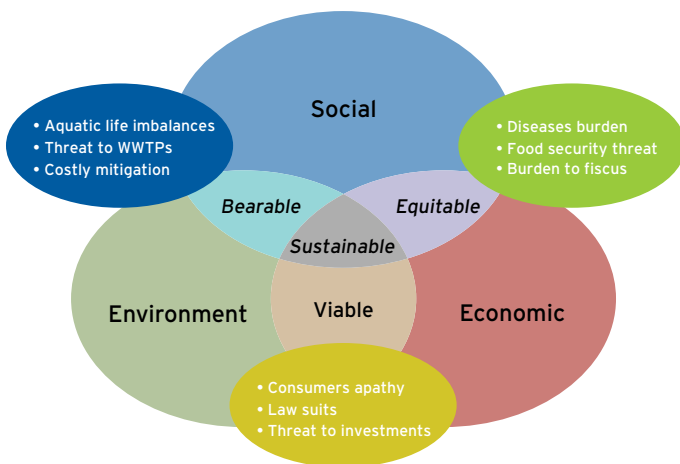 Social
• Aquatic life imbalances
• Threat to WWTPs
• Costly mitigation
• Diseases burden
• Food security threat
• Burden to fiscus
Bearable
Equitable
Sustainable
Environment
Viable
Economic
• Consumers apathy
• Law suits
• Threat to investments